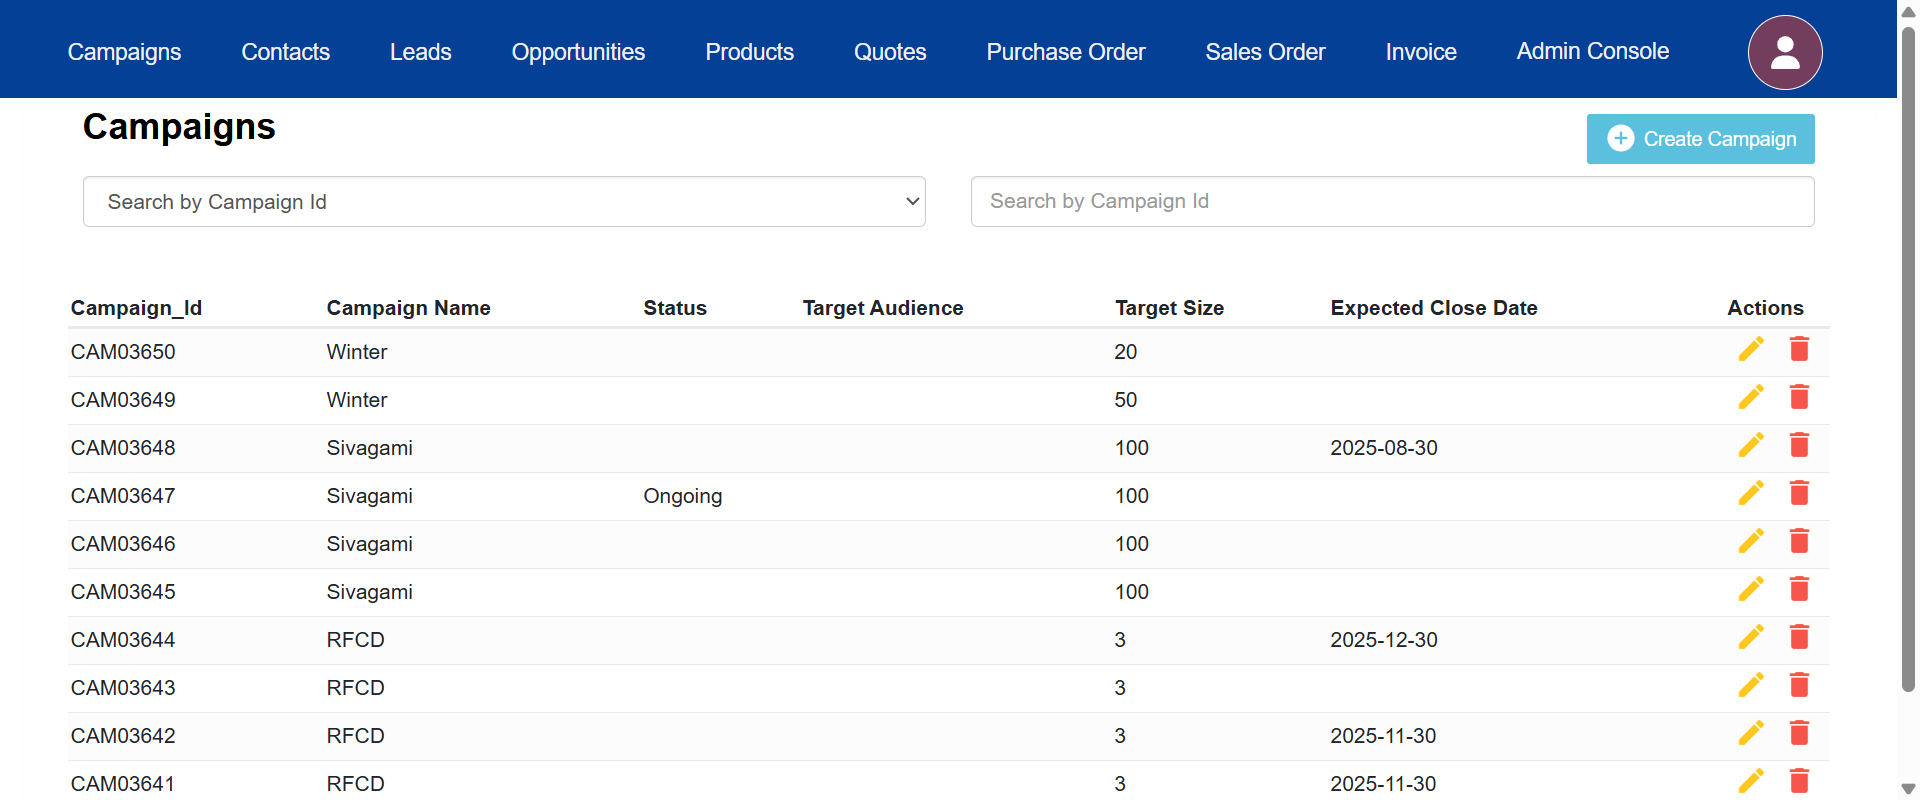 Campaigns Contacts Leads Opportunities Products Quotes Purchase Order Sales Order Invoice Admin Console
Campaigns
Create Campaign
Search by Campaign Id Search by Campaign Id
Campaign_Id Campaign Name Status Target Audience Target Size Expected Close Date Actions
CAM03650 Winter 20
CAM03649 Winter 50
CAM03648 Sivagami 100 2025-08-30
CAM03647 Sivagami Ongoing 100
CAM03646 Sivagami 100
CAM03645 Sivagami 100
CAM03644 RFCD 3 2025-12-30
CAM03643 RFCD 3
CAM03642 RFCD 3 2025-11-30
CAM03641 RFCD 3 2025-11-30